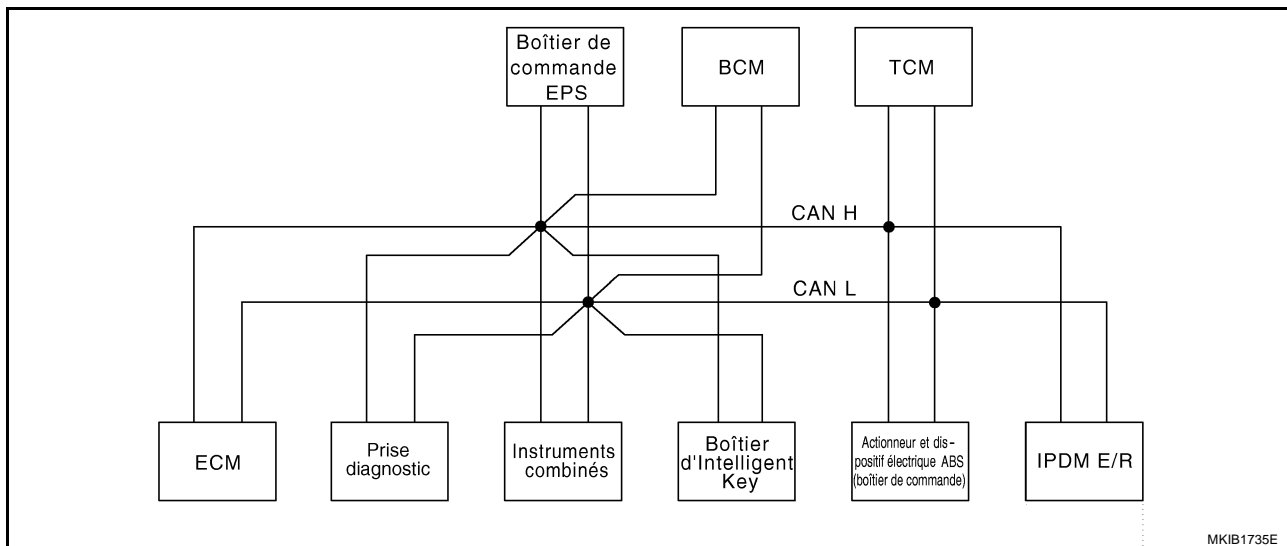 Boîtier de
commande
EPS
BCM
TCM
CAN H
CAN L
ECM
Prise
diagnostic
Instruments
combinés
Boîtier
d'Intelligent
Key
Actionneur et dis-
positif électrique ABS
(boîtier de commande)
IPDM E/R
MKIB1735E